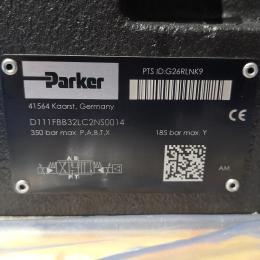 Parker
PTS ID:G26RLNK9
41564 Kaarst, Germany
D111FBB32LC2NS0014
350 bar max. P,A,B,T,X
185 bar max. Y
AM